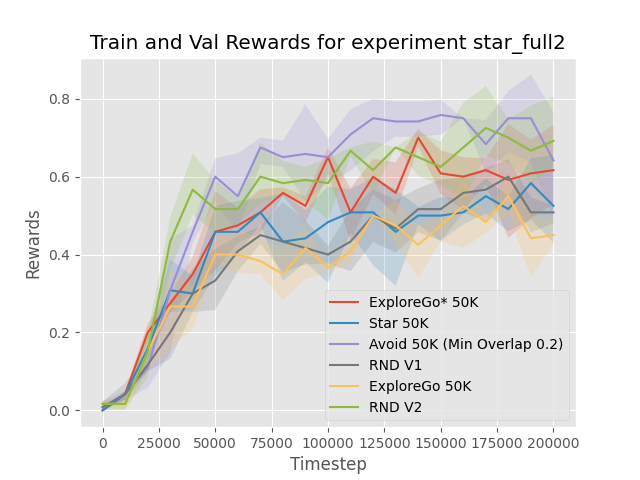 Train and Val Rewards for experiment star_full2
Rewards
0.8
0.6
0.4
0.2
0.0
ExploreGo* 50K
Star 50K
Avoid 50K (Min Overlap 0.2)
RND V1
ExploreGo 50K
RND V2
0 25000 50000 75000 100000 125000 150000 175000 200000
Timestep